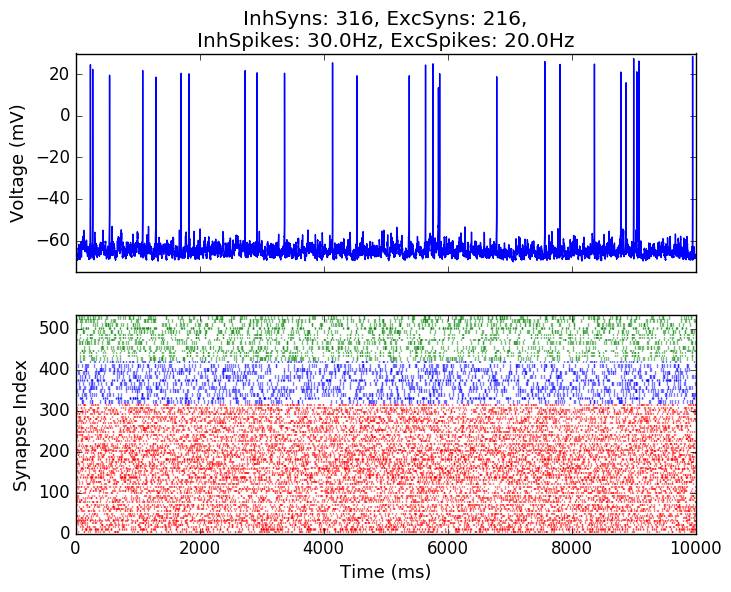 InhSyns: 316, ExcSyns: 216,
InhSpikes: 30.0Hz, ExcSpikes: 20.0Hz
Voltage (mV)
20
0
−20
−40
−60
Synapse Index
500
400
300
200
100
0
0 2000 4000 6000 8000 10000
Time (ms)